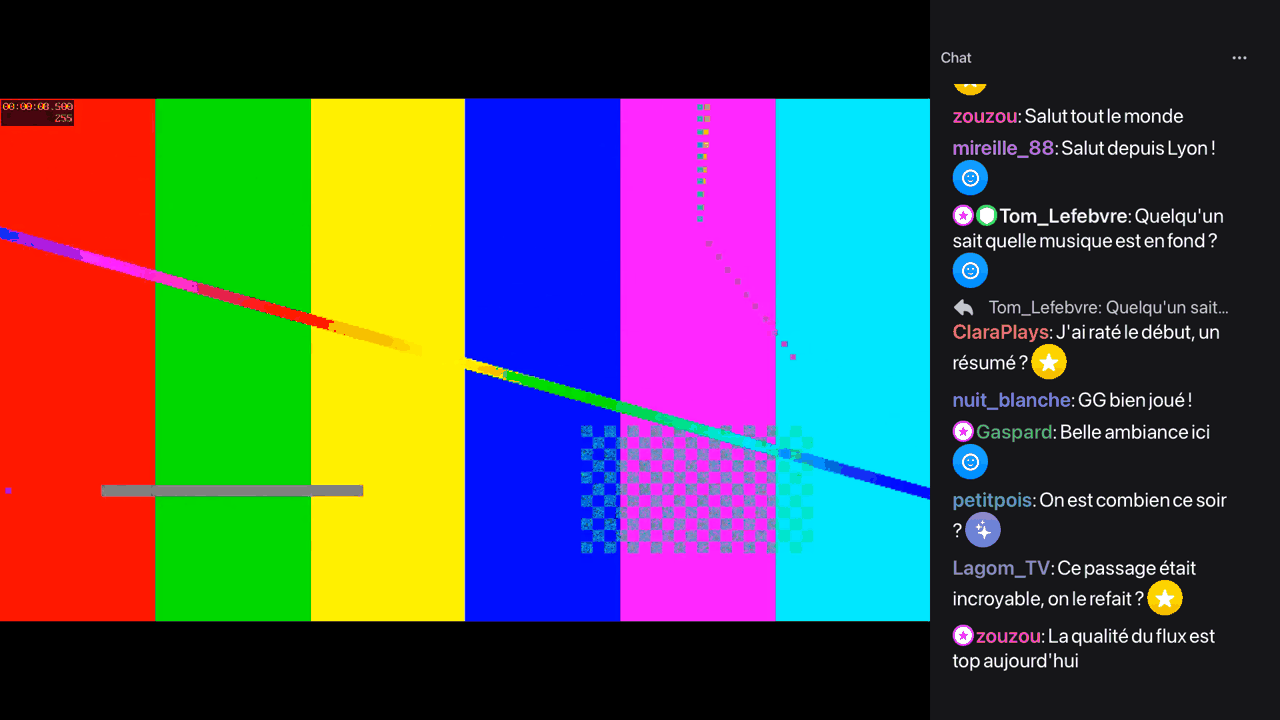 00:00:08.500
255
Chat
zouzou: Salut tout le monde
mireille_88: Salut depuis Lyon !
Tom_Lefebvre: Quelqu'un
sait quelle musique est en fond ?
Tom_Lefebvre: Quelqu'un sait...
ClaraPlays: J'ai raté le début, un
résumé ?
nuit_blanche: GG bien joué !
Gaspard: Belle ambiance ici
petitpois: On est combien ce soir
?
Lagom_TV: Ce passage était
incroyable, on le refait ?
zouzou: La qualité du flux est
top aujourd'hui